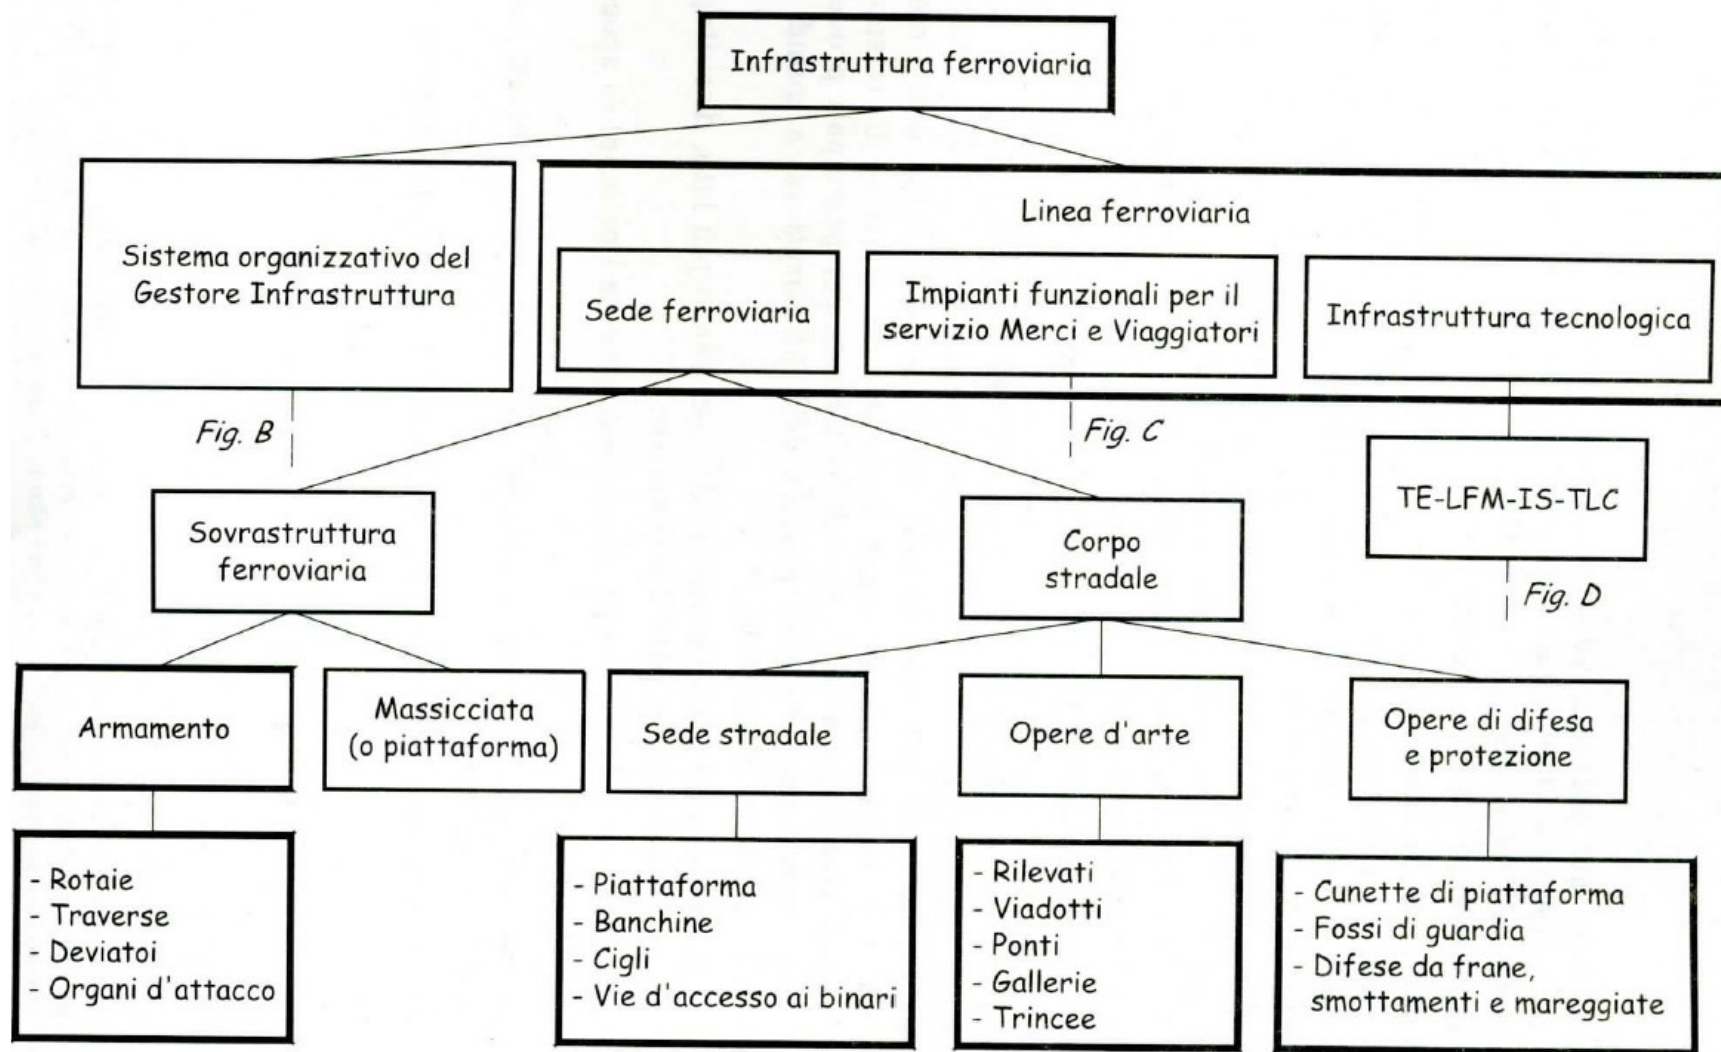 Infrastruttura ferroviaria
Sistema organizzativo del
Gestore Infrastruttura
Linea ferroviaria
Sede ferroviaria
Impianti funzionali per il
servizio Merci e Viaggiatori
Infrastruttura tecnologica
Fig. B
Fig. C
TE-LFM-IS-TLC
Fig. D
Sovrastruttura
ferroviaria
Corpo
stradale
Armamento
Massicciata
(o piattaforma)
Sede stradale
Opere d'arte
Opere di difesa
e protezione
- Rotaie
- Traverse
- Deviatoi
- Organi d'attacco
- Piattaforma
- Banchine
- Cigli
- Vie d'accesso ai binari
- Rilevati
- Viadotti
- Ponti
- Gallerie
- Trincee
- Cunette di piattaforma
- Fossi di guardia
- Difese da frane,
smottamenti e mareggiate